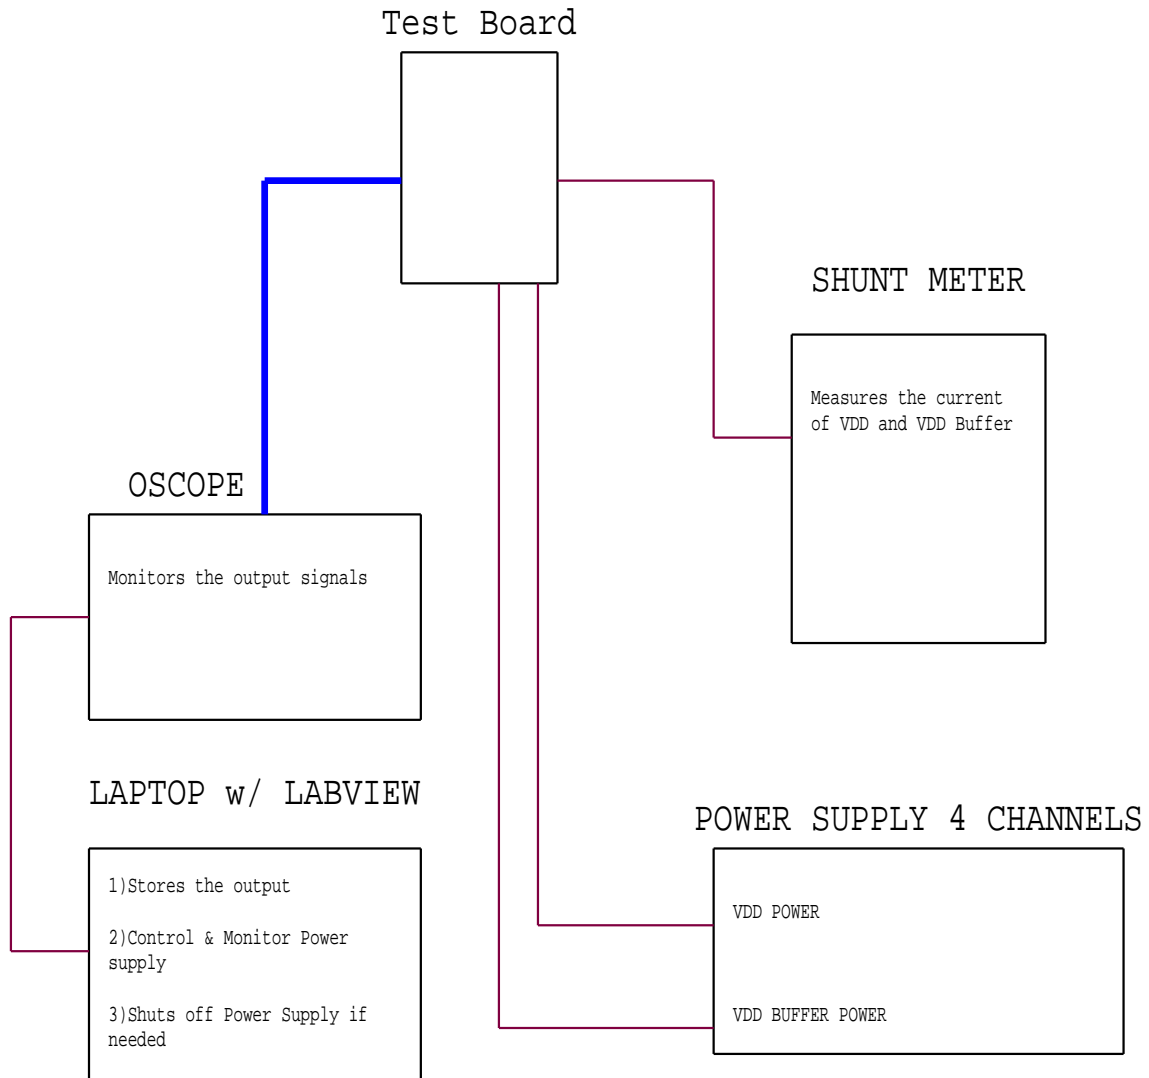 Test Board
SHUNT METER
Measures the current
of VDD and VDD Buffer
OSCOPE
Monitors the output signals
LAPTOP w/ LABVIEW
1)Stores the output
2)Control & Monitor Power
supply
3)Shuts off Power Supply if
needed
POWER SUPPLY 4 CHANNELS
VDD POWER
VDD BUFFER POWER